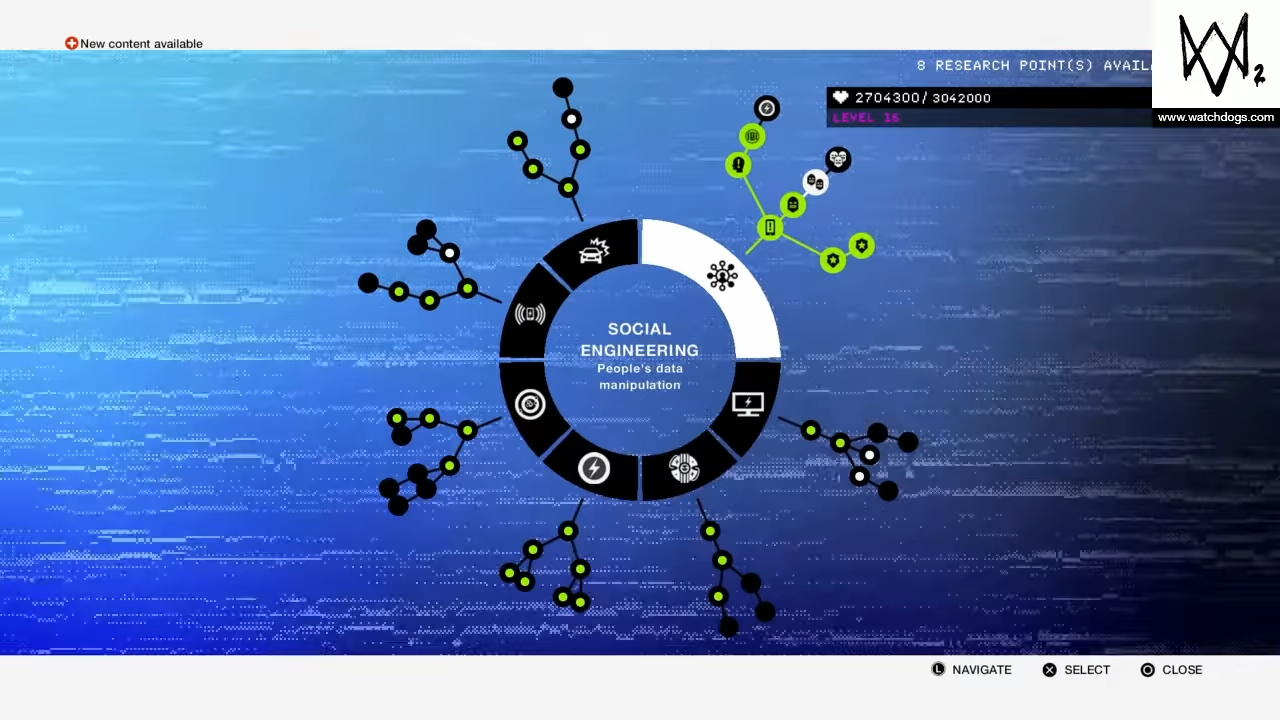 New content available
8 RESEARCH POINT(S) AVAIL
2704300/ 3042000
LEVEL 16
2
www.watchdogs.com
SOCIAL
ENGINEERING
People's data
manipulation
L NAVIGATE SELECT CLOSE